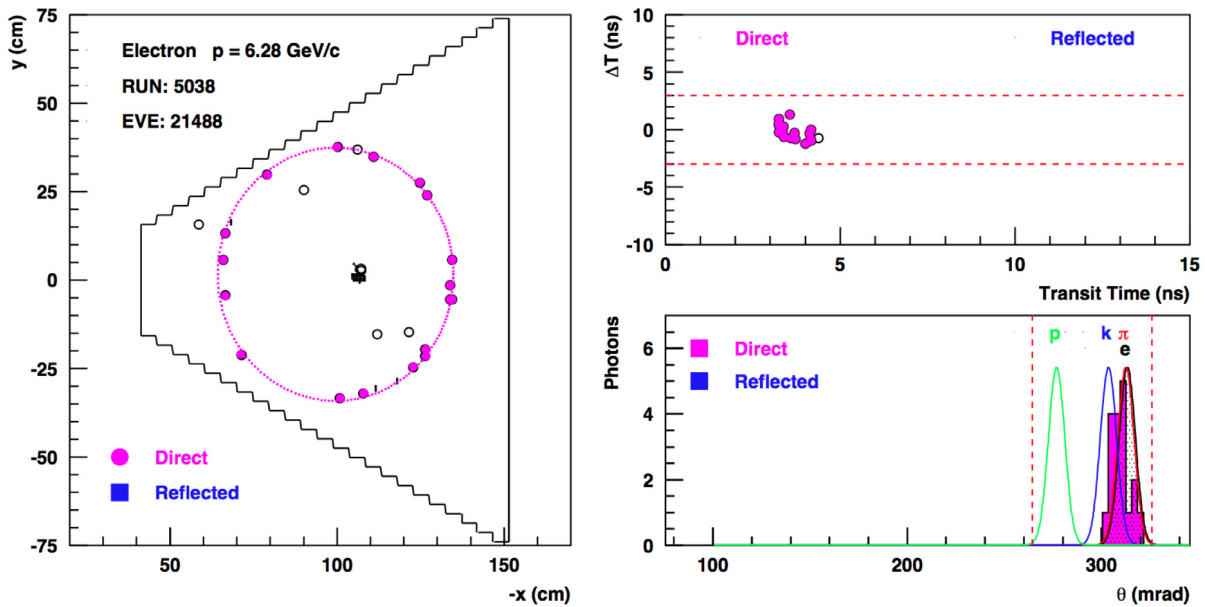 y (cm)
75
50
25
0
-25
-50
-75
Electron p = 6.28 GeV/c
RUN: 5038
EVE: 21488
Direct
Reflected
50
100
150
-x (cm)
ΔT (ns)
10
5
0
-5
-10
Direct
Reflected
0
5
10
15
Transit Time (ns)
Photons
6
4
2
0
Direct
Reflected
p
k
π
e
100
200
300
θ (mrad)